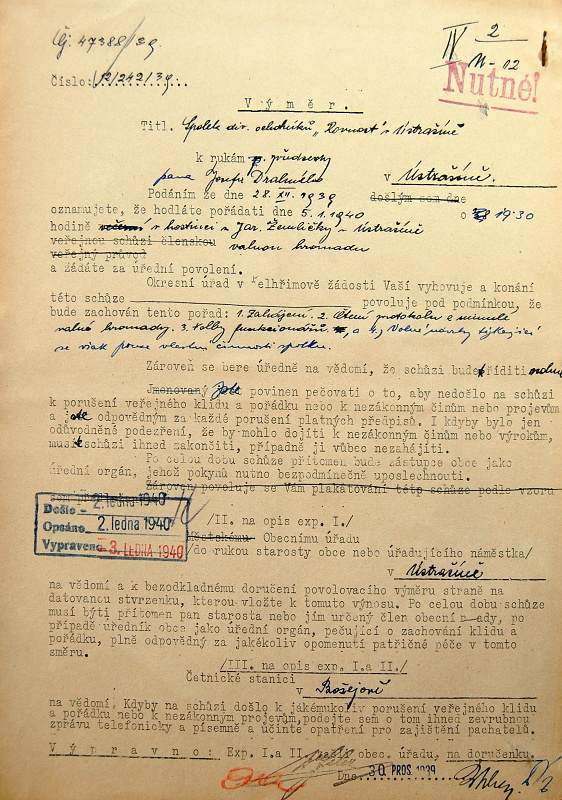 Čj. 47388/39
IV 2
11-02
Číslo: 12/242/39.
Nutné!
Výměr.
Titl. Spolek div. ochotníků „Rovnost" v Ústrašíně
k rukám p. předsedy
pana Josefa v Ústrašíně.
Podáním ze dne 28.XII.1939 došlým sem dne
oznamujete, že hodláte pořádati dne 5.1.1940 o 19 30
hodině večerní v hostinci v Jar. Žemličky v Ústrašíně
veřejnou schůzi členskou valnou hromadu
veřejný průvod
a žádáte za úřední povolení.
Okresní úřad v Pelhřimově žádosti Vaší vyhovuje a konání
této schůze povoluje pod podmínkou, že
bude zachován tento pořad: 1. Zahájení. 2. Čtení protokolu z minulé
valné hromady. 3. Volby funkcionářů, a 4) Volné návrhy týkající
se však pouze vlastní činnosti spolku.
Zároveň se bere úředně na vědomí, že schůzi bude říditi
Jmenovaný jest povinen pečovati o to, aby nedošlo na schůzi
k porušení veřejného klidu a pořádku nebo k nezákonným činům nebo projevům
a jest odpovědným za každé porušení platných předpisů. I kdyby bylo jen
odůvodněné podezření, že by mohlo dojíti k nezákonným činům nebo výrokům,
musí schůzi ihned zakončiti, případně ji vůbec nezahájiti.
Po celou dobu schůze přítomen bude zástupce obce jako
úřední orgán, jehož pokynů nutno bezpodmínečně uposlechnouti.
Zároveň povoluje se Vám plakátování této schůze podle vzoru
Došlo - 2. ledna 1940
Opsáno 2. ledna 1940
Vypraveno - 3. LEDNA 1940
/II. na opis exp. I./
Městskému - Obecnímu úřadu
/do rukou starosty obce nebo úřadujícího náměstka/
v Ústrašíně
na vědomí a k bezodkladnému doručení povolovacího výměru straně na
datovanou stvrzenku, kterou vložte k tomuto výnosu. Po celou dobu schůze
musí býti přítomen pan starosta nebo jím určený člen obecní rady, po
případě úředník obce jako úřední orgán, pečující o zachování klidu a
pořádku, plně odpovědný za jakékoliv opomenutí patřičné péče v tomto
směru.
/III. na opis exp. I.a II./
Četnické stanici
v Božejově
na vědomí. Kdyby na schůzi došlo k jakémukoliv porušení veřejného klidu
a pořádku nebo k nezákonným projevům, podejte sem o tom ihned zevrubnou
zprávu telefonicky a písemně a učiňte opatření pro zajištění pachatelů.
Výpravno: Exp. I.a II. obec. úřadu, na doručenku.
Dne: 30 PROS. 1939